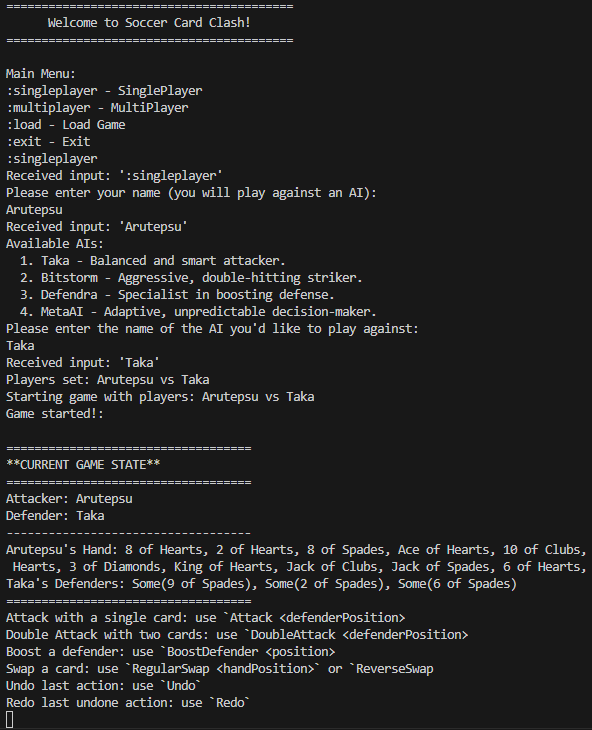 =========================================
Welcome to Soccer Card Clash!
=========================================
Main Menu:
:singleplayer - SinglePlayer
:multiplayer - MultiPlayer
:load - Load Game
:exit - Exit
:singleplayer
Received input: ':singleplayer'
Please enter your name (you will play against an AI):
Arutepsu
Received input: 'Arutepsu'
Available AIs:
1. Taka - Balanced and smart attacker.
2. Bitstorm - Aggressive, double-hitting striker.
3. Defendra - Specialist in boosting defense.
4. MetaAI - Adaptive, unpredictable decision-maker.
Please enter the name of the AI you'd like to play against:
Taka
Received input: 'Taka'
Players set: Arutepsu vs Taka
Starting game with players: Arutepsu vs Taka
Game started!:
===================================
**CURRENT GAME STATE**
===================================
Attacker: Arutepsu
Defender: Taka
-----------------------------------
Arutepsu's Hand: 8 of Hearts, 2 of Hearts, 8 of Spades, Ace of Hearts, 10 of Clubs,
Hearts, 3 of Diamonds, King of Hearts, Jack of Clubs, Jack of Spades, 6 of Hearts,
Taka's Defenders: Some(9 of Spades), Some(2 of Spades), Some(6 of Spades)
===================================
Attack with a single card: use `Attack <defenderPosition>
Double Attack with two cards: use `DoubleAttack <defenderPosition>
Boost a defender: use `BoostDefender <position>
Swap a card: use `RegularSwap <handPosition>` or `ReverseSwap
Undo last action: use `Undo`
Redo last undone action: use `Redo`